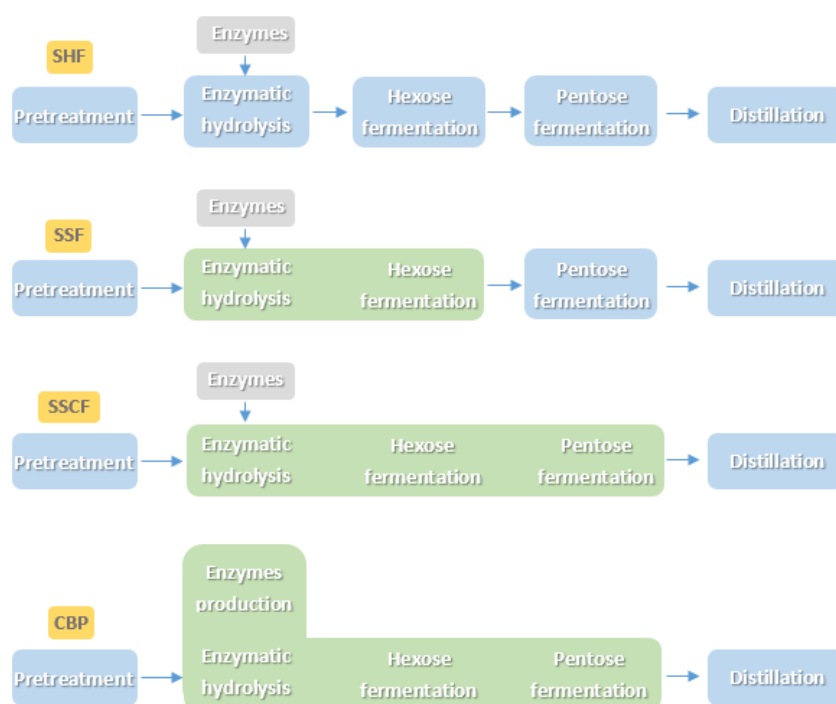 Enzymes
SHF
Pretreatment
Enzymatic
hydrolysis
Hexose
fermentation
Pentose
fermentation
Distillation
Enzymes
SSF
Pretreatment
Enzymatic
hydrolysis
Hexose
fermentation
Pentose
fermentation
Distillation
Enzymes
SSCF
Pretreatment
Enzymatic
hydrolysis
Hexose
fermentation
Pentose
fermentation
Distillation
Enzymes
production
CBP
Pretreatment
Enzymatic
hydrolysis
Hexose
fermentation
Pentose
fermentation
Distillation